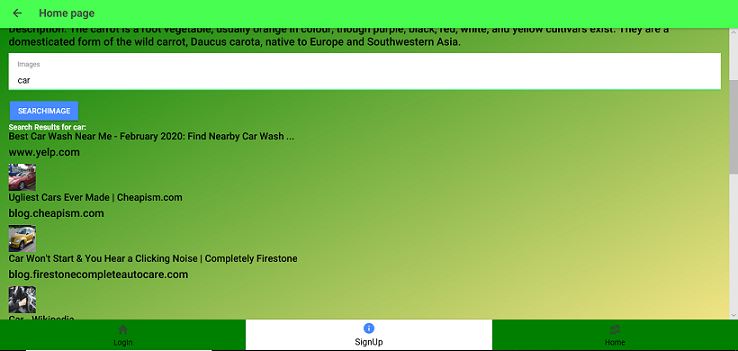 Home page
Description: The carrot is a root vegetable, usually orange in colour, though purple, black, red, white, and yellow cultivars exist. They are a
domesticated form of the wild carrot, Daucus carota, native to Europe and Southwestern Asia.
Images
car
SEARCHIMAGE
Search Results for car:
Best Car Wash Near Me - February 2020: Find Nearby Car Wash ...
www.yelp.com
Ugliest Cars Ever Made | Cheapism.com
blog.cheapism.com
Car Won't Start & You Hear a Clicking Noise | Completely Firestone
blog.firestonecompleteautocare.com
Car - Wikipedia
Login
SignUp
Home